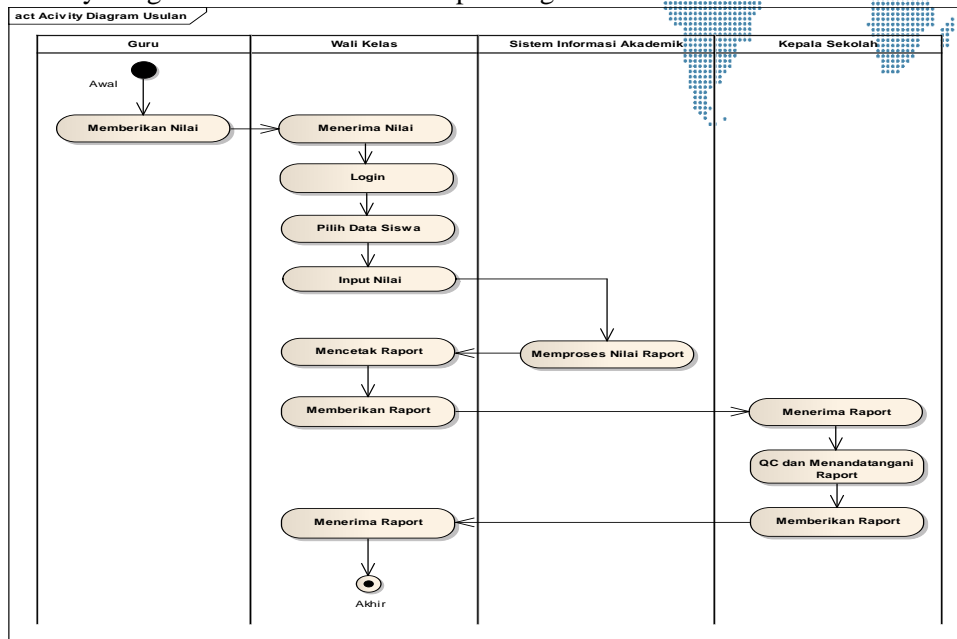 act Acivity Diagram Usulan
Guru
Wali Kelas
Sistem Informasi Akademik
Kepala Sekolah
Awal
Memberikan Nilai
Menerima Nilai
Login
Pilih Data Siswa
Input Nilai
Mencetak Raport
Memproses Nilai Raport
Memberikan Raport
Menerima Raport
QC dan Menandatangani
Raport
Menerima Raport
Memberikan Raport
Akhir